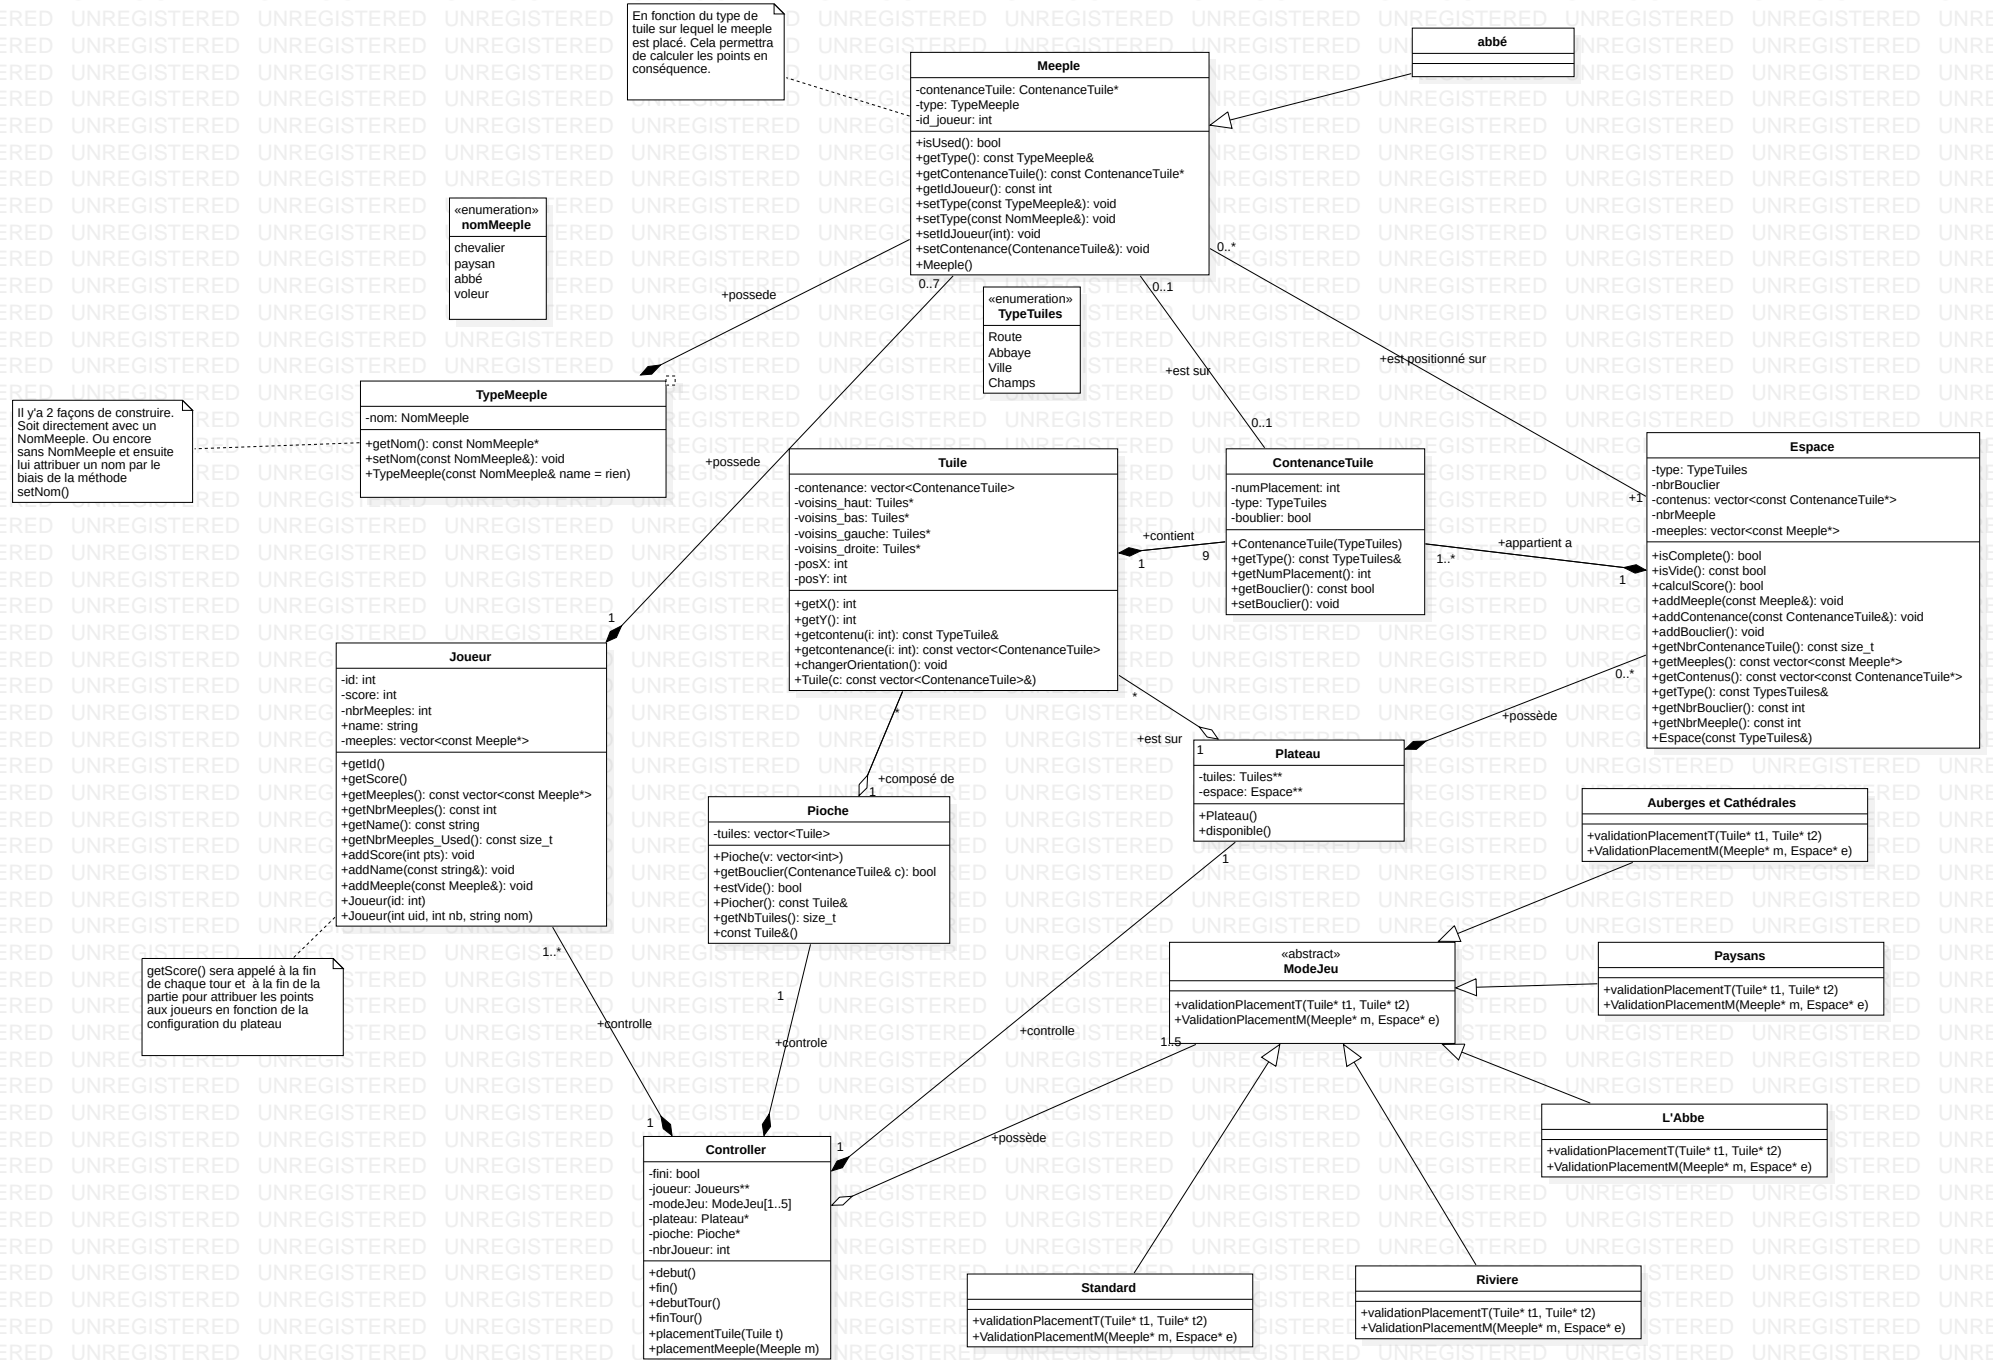 En fonction du type de
tuile sur lequel le meeple
est placé. Cela permettra
de calculer les points en
conséquence.
abbé
Meeple
-contenanceTuile: ContenanceTuile*
-type: TypeMeeple
-id_joueur: int
+isUsed(): bool
+getType(): const TypeMeeple&
+getContenanceTuile(): const ContenanceTuile*
+getIdJoueur(): const int
+setType(const TypeMeeple&): void
+setType(const NomMeeple&): void
+setIdJoueur(int): void
+setContenance(ContenanceTuile&): void
+Meeple()
«enumeration»
nomMeeple
chevalier
paysan
abbé
voleur
«enumeration»
TypeTuiles
Route
Abbaye
Ville
Champs
+possede
0..7
0..1
0..*
+est sur
0..1
+est positionné sur
+1
TypeMeeple
-nom: NomMeeple
+getNom(): const NomMeeple*
+setNom(const NomMeeple&): void
+TypeMeeple(const NomMeeple& name = rien)
Il y'a 2 façons de construire.
Soit directement avec un
NomMeeple. Ou encore
sans NomMeeple et ensuite
lui attribuer un nom par le
biais de la méthode
setNom()
+possede
1
Tuile
-contenance: vector<ContenanceTuile>
-voisins_haut: Tuiles*
-voisins_bas: Tuiles*
-voisins_gauche: Tuiles*
-voisins_droite: Tuiles*
-posX: int
-posY: int
+getX(): int
+getY(): int
+getcontenu(i: int): const TypeTuile&
+getcontenance(i: int): const vector<ContenanceTuile>
+changerOrientation(): void
+Tuile(c: const vector<ContenanceTuile>&)
+contient
1
9
ContenanceTuile
-numPlacement: int
-type: TypeTuiles
-boublier: bool
+ContenanceTuile(TypeTuiles)
+getType(): const TypeTuiles&
+getNumPlacement(): int
+getBouclier(): const bool
+setBouclier(): void
+appartient a
1..*
1
Espace
-type: TypeTuiles
-nbrBouclier
-contenus: vector<const ContenanceTuile*>
-nbrMeeple
-meeples: vector<const Meeple*>
+isComplete(): bool
+isVide(): const bool
+calculScore(): bool
+addMeeple(const Meeple&): void
+addContenance(const ContenanceTuile&): void
+addBouclier(): void
+getNbrContenanceTuile(): const size_t
+getMeeples(): const vector<const Meeple*>
+getContenus(): const vector<const ContenanceTuile*>
+getType(): const TypesTuiles&
+getNbrBouclier(): const int
+getNbrMeeple(): const int
+Espace(const TypeTuiles&)
Joueur
-id: int
-score: int
-nbrMeeples: int
+name: string
-meeples: vector<const Meeple*>
+getId()
+getScore()
+getMeeples(): const vector<const Meeple*>
+getNbrMeeples(): const int
+getName(): const string
+getNbrMeeples_Used(): const size_t
+addScore(int pts): void
+addName(const string&): void
+addMeeple(const Meeple&): void
+Joueur(id: int)
+Joueur(int uid, int nb, string nom)
*
+composé de
1
*
+est sur
1
0..*
+possède
Plateau
-tuiles: Tuiles**
-espace: Espace**
+Plateau()
+disponible()
Pioche
-tuiles: vector<Tuile>
+Pioche(v: vector<int>)
+getBouclier(ContenanceTuile& c): bool
+estVide(): bool
+Piocher(): const Tuile&
+getNbTuiles(): size_t
+const Tuile&()
Auberges et Cathédrales
+validationPlacementT(Tuile* t1, Tuile* t2)
+ValidationPlacementM(Meeple* m, Espace* e)
getScore() sera appelé à la fin
de chaque tour et  à la fin de la
partie pour attribuer les points
aux joueurs en fonction de la
configuration du plateau
1..*
+controlle
1
1
+controle
1
+controlle
1
1..5
+possède
«abstract»
ModeJeu
+validationPlacementT(Tuile* t1, Tuile* t2)
+ValidationPlacementM(Meeple* m, Espace* e)
Paysans
+validationPlacementT(Tuile* t1, Tuile* t2)
+ValidationPlacementM(Meeple* m, Espace* e)
L'Abbe
+validationPlacementT(Tuile* t1, Tuile* t2)
+ValidationPlacementM(Meeple* m, Espace* e)
Controller
-fini: bool
-joueur: Joueurs**
-modeJeu: ModeJeu[1..5]
-plateau: Plateau*
-pioche: Pioche*
-nbrJoueur: int
+debut()
+fin()
+debutTour()
+finTour()
+placementTuile(Tuile t)
+placementMeeple(Meeple m)
Standard
+validationPlacementT(Tuile* t1, Tuile* t2)
+ValidationPlacementM(Meeple* m, Espace* e)
Riviere
+validationPlacementT(Tuile* t1, Tuile* t2)
+ValidationPlacementM(Meeple* m, Espace* e)
UNREGISTERED